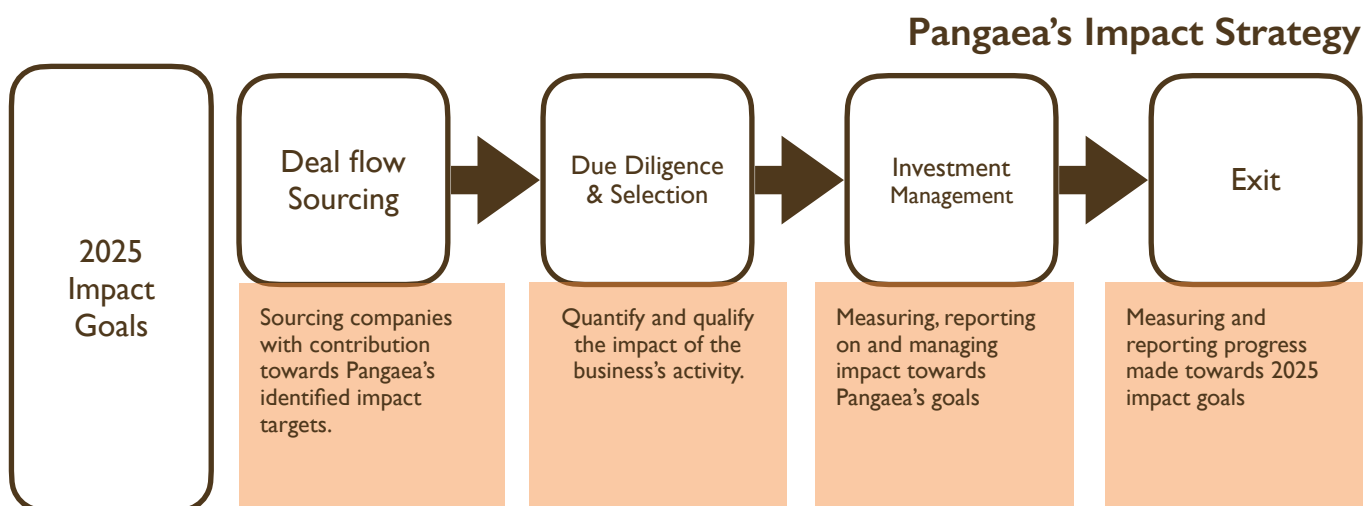 Pangaea's Impact Strategy
2025
Impact
Goals
Deal flow
Sourcing
Due Diligence
& Selection
Investment
Management
Exit
Sourcing companies
with contribution
towards Pangaea's
identified impact
targets.
Quantify and qualify
the impact of the
business's activity.
Measuring, reporting
on and managing
impact towards
Pangaea's goals
Measuring and
reporting progress
made towards 2025
impact goals